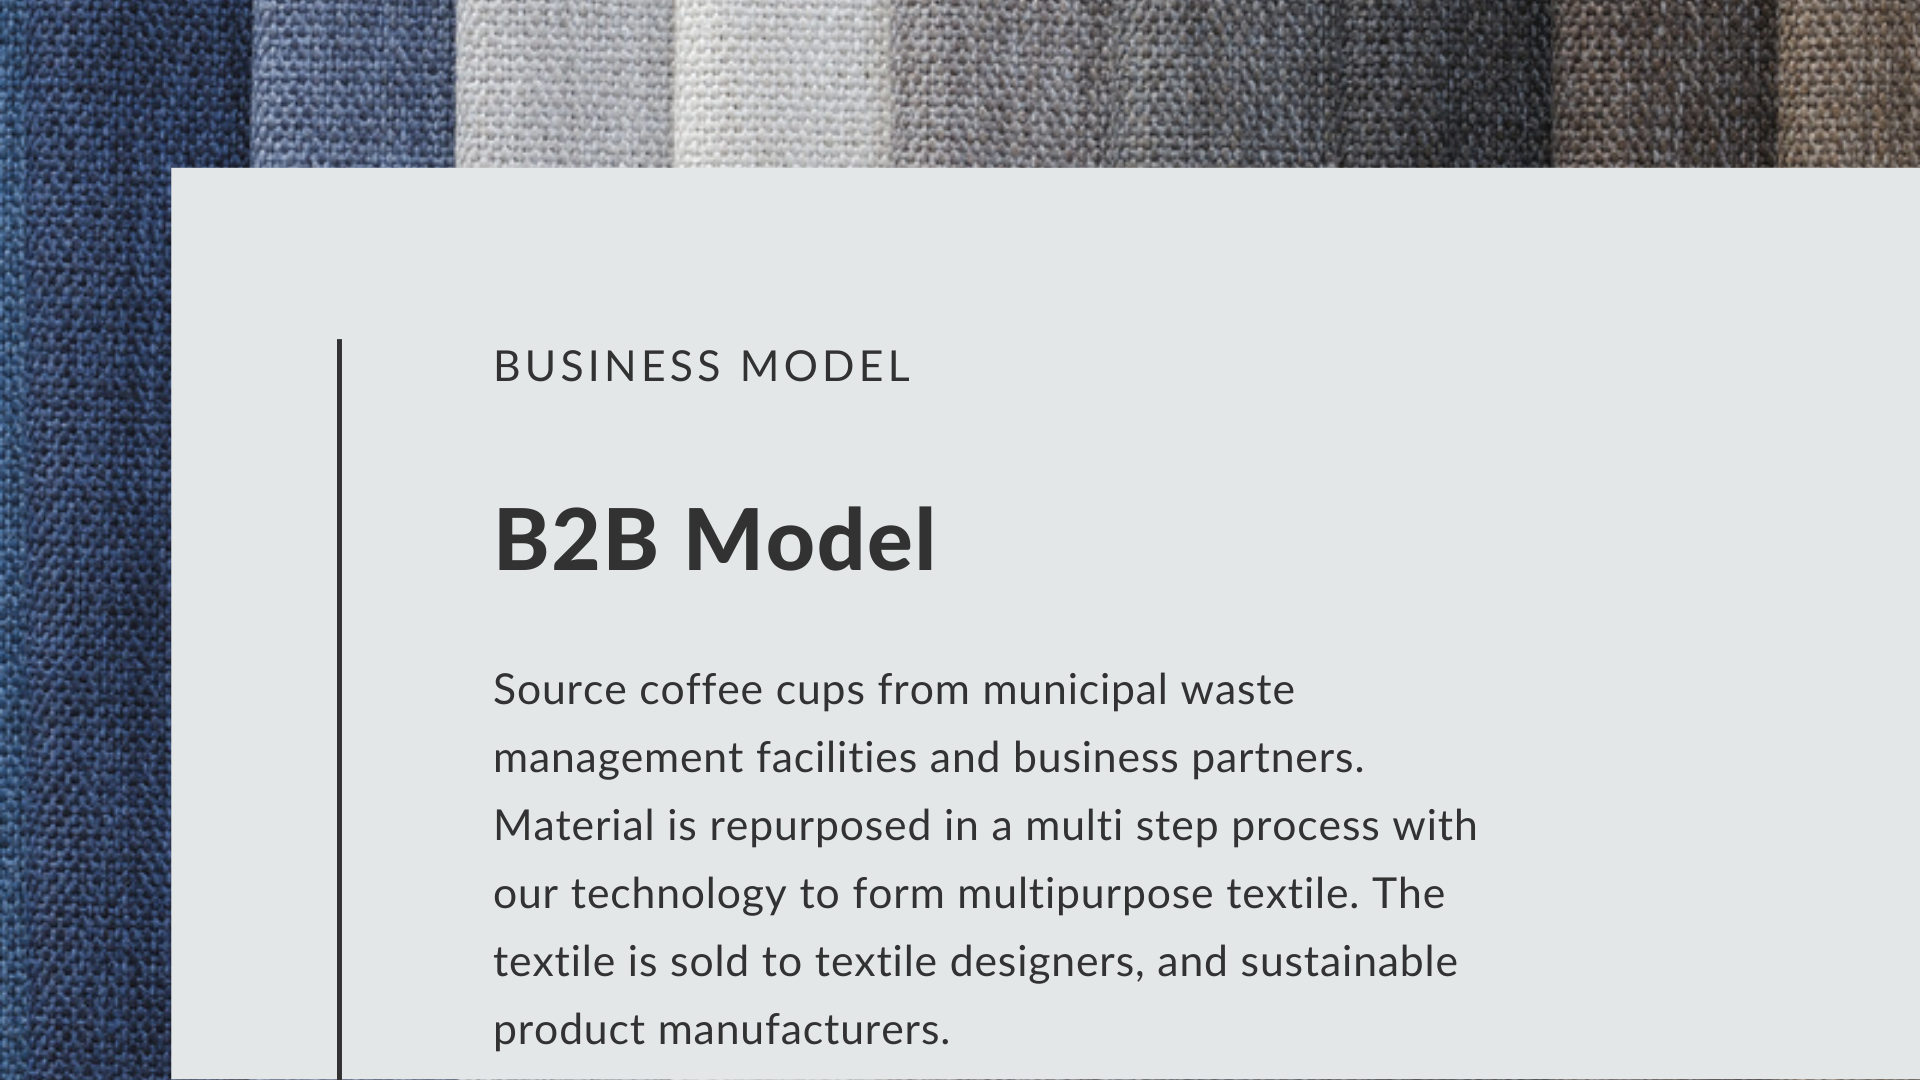 BUSINESS MODEL
B2B Model
Source coffee cups from municipal waste
management facilities and business partners.
Material is repurposed in a multi step process with
our technology to form multipurpose textile. The
textile is sold to textile designers, and sustainable
product manufacturers.